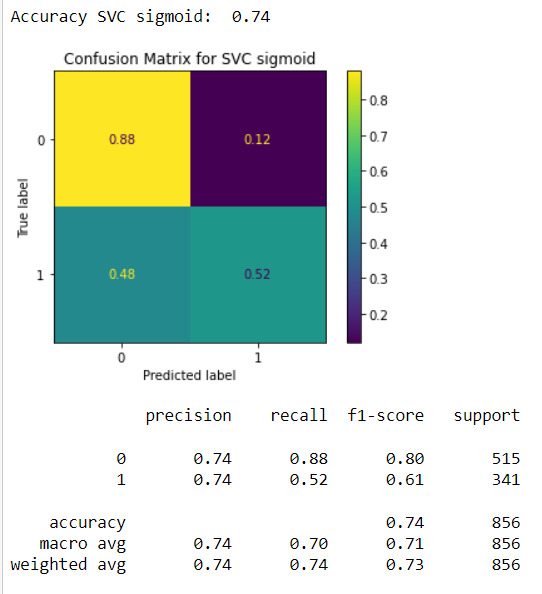 Accuracy SVC sigmoid: 0.74
Confusion Matrix for SVC sigmoid
0.8
0 0.88 0.12
0.7
0.6
0.5
True label
0.4
1 0.48 0.52
0.3
0.2
0 1
Predicted label
precision recall f1-score support
0 0.74 0.88 0.80 515
1 0.74 0.52 0.61 341
accuracy 0.74 856
macro avg 0.74 0.70 0.71 856
weighted avg 0.74 0.74 0.73 856